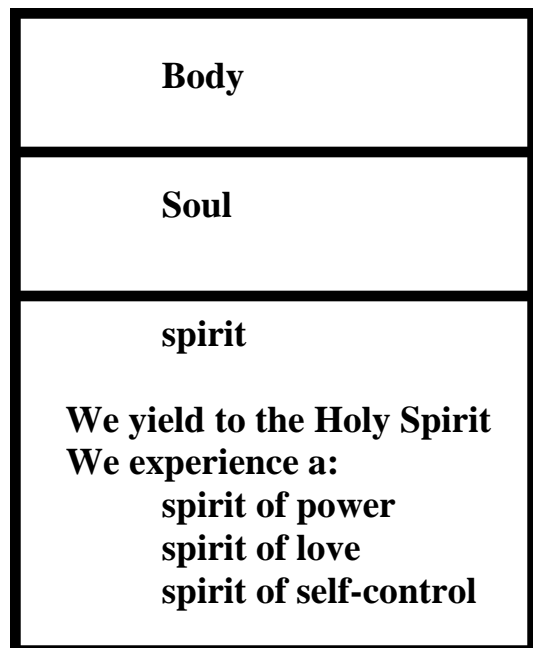 Body
Soul
spirit
We yield to the Holy Spirit
We experience a:
spirit of power
spirit of love
spirit of self-control